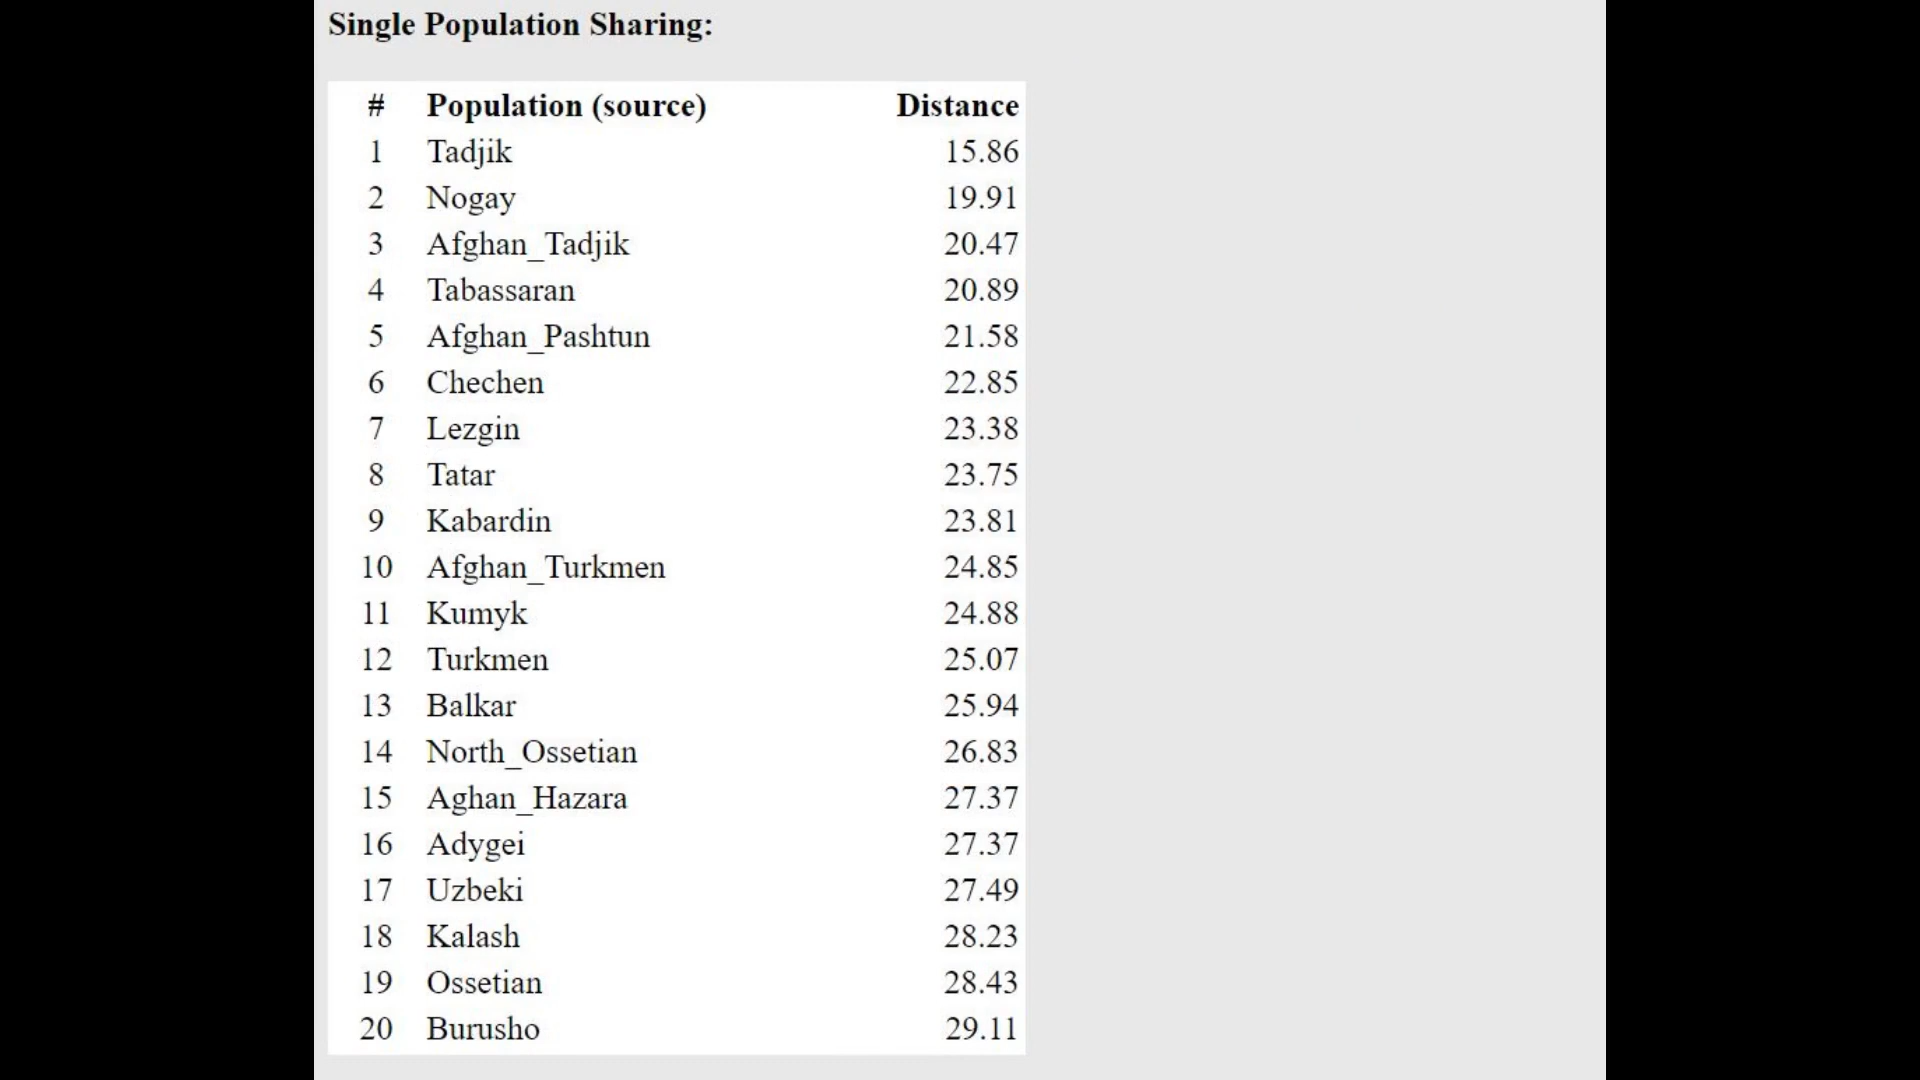 Single Population Sharing:
# Population (source) Distance
1 Tadjik 15.86
2 Nogay 19.91
3 Afghan_Tadjik 20.47
4 Tabassaran 20.89
5 Afghan_Pashtun 21.58
6 Chechen 22.85
7 Lezgin 23.38
8 Tatar 23.75
9 Kabardin 23.81
10 Afghan_Turkmen 24.85
11 Kumyk 24.88
12 Turkmen 25.07
13 Balkar 25.94
14 North_Ossetian 26.83
15 Aghan_Hazara 27.37
16 Adygei 27.37
17 Uzbeki 27.49
18 Kalash 28.23
19 Ossetian 28.43
20 Burusho 29.11